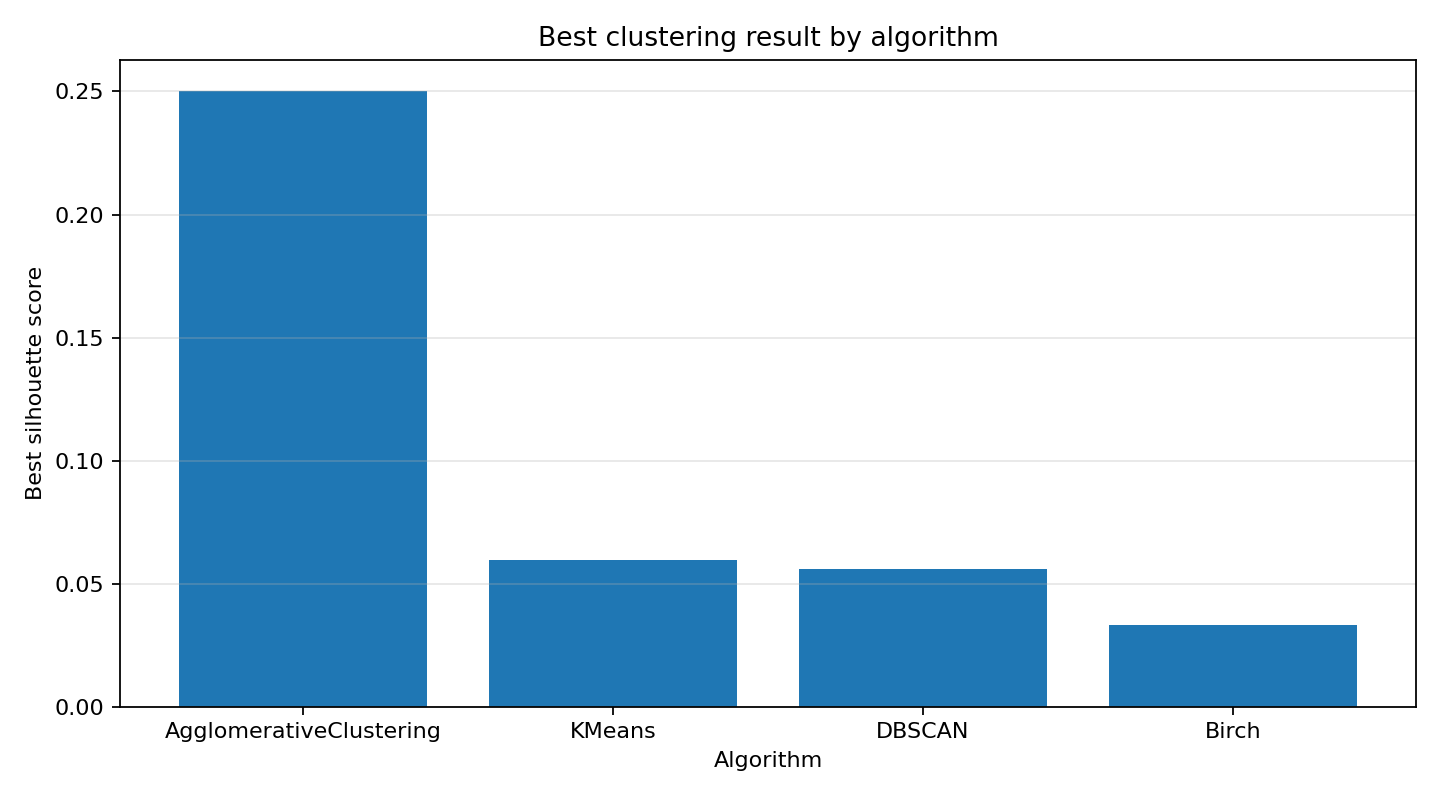 Best clustering result by algorithm
Best silhouette score
0.25
0.20
0.15
0.10
0.05
0.00
AgglomerativeClustering
KMeans
DBSCAN
Birch
Algorithm